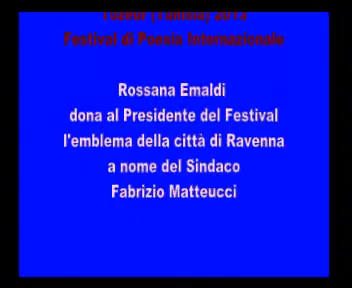 Tozeur (Tunisia) 2013
Festival di Poesia Internazionale
Rossana Emaldi
dona al Presidente del Festival
l'emblema della città di Ravenna
a nome del Sindaco
Fabrizio Matteucci